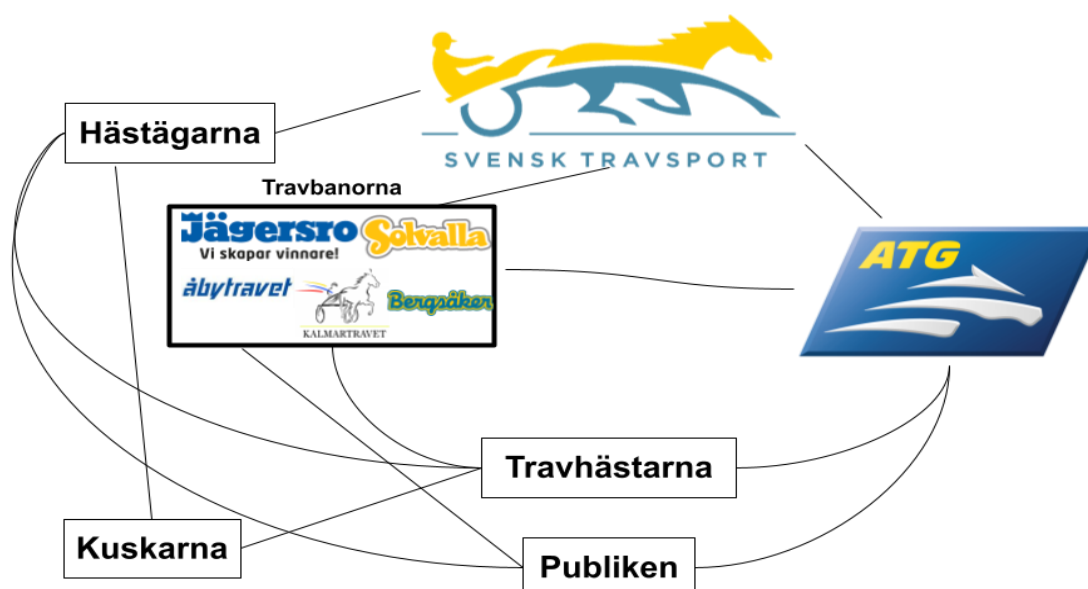 SVENSK TRAVSPORT
Hästägarna
Travbanorna
Jägersro
Vi skapar vinnare!
Solvalla
åbytravet
KALMARTRAVET
Bergsåker
ATG
Travhästarna
Kuskarna
Publiken